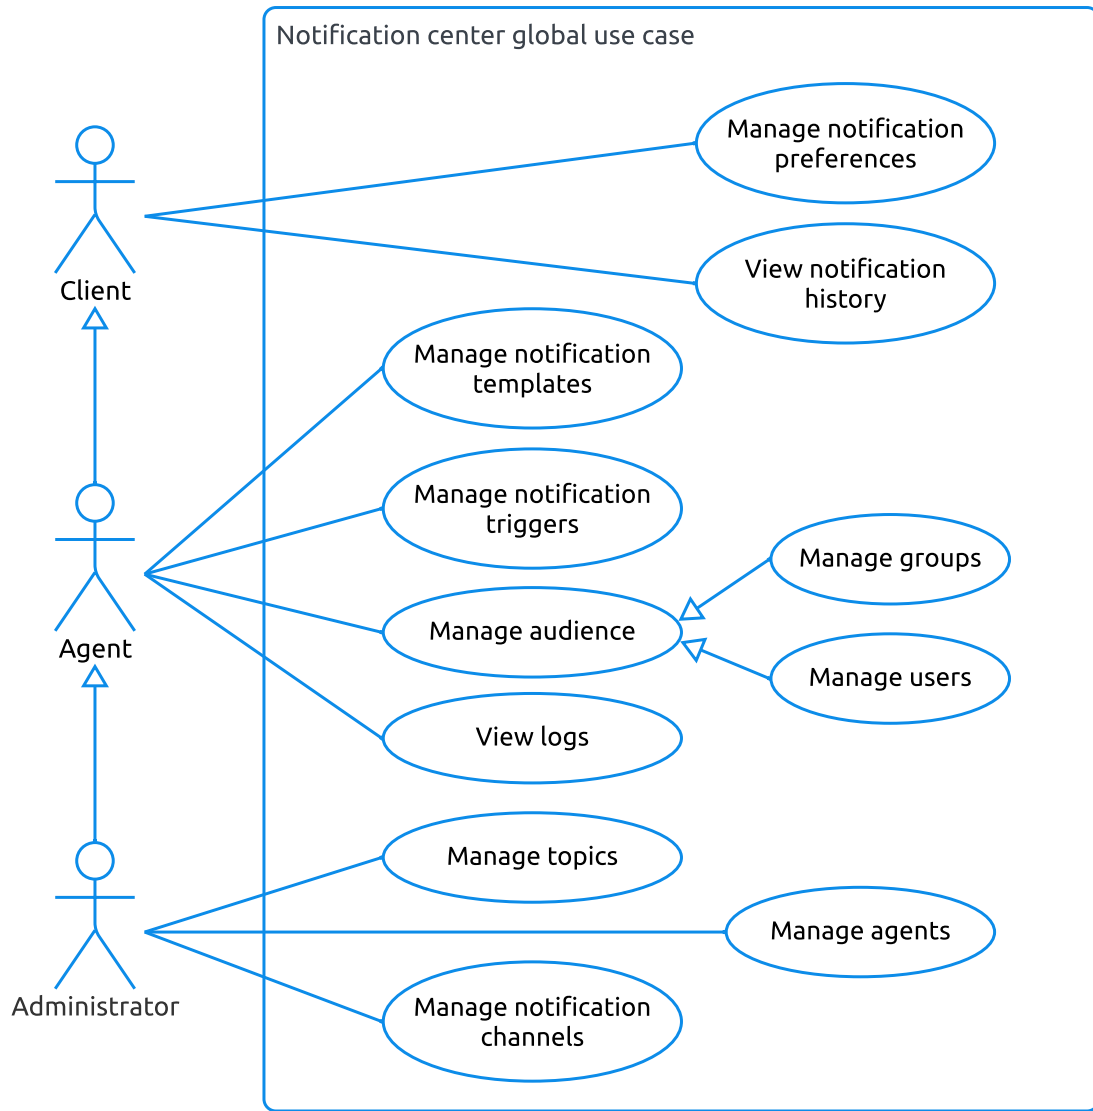 Notification center global use case
Manage notification
preferences
View notification
history
Client
Manage notification
templates
Manage notification
triggers
Manage groups
Manage audience
Agent
Manage users
View logs
Manage topics
Manage agents
Administrator
Manage notification
channels